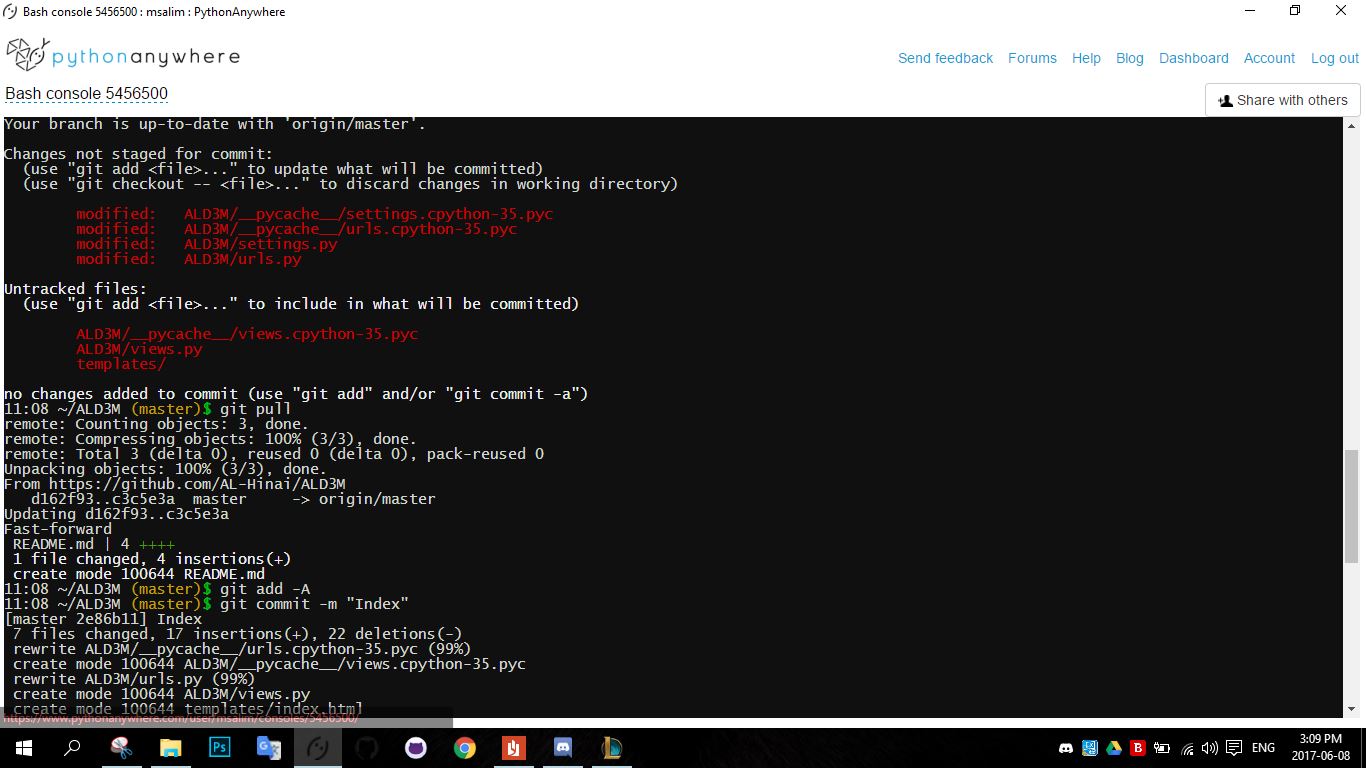 Bash console 5456500 : msalim : PythonAnywhere
pythonanywhere
Send feedback Forums Help Blog Dashboard Account Log out
Bash console 5456500
Share with others
Your branch is up-to-date with 'origin/master'.
Changes not staged for commit:
(use "git add <file>..." to update what will be committed)
(use "git checkout -- <file>..." to discard changes in working directory)
modified: ALD3M/__pycache__/settings.cpython-35.pyc
modified: ALD3M/__pycache__/urls.cpython-35.pyc
modified: ALD3M/settings.py
modified: ALD3M/urls.py
Untracked files:
(use "git add <file>..." to include in what will be committed)
ALD3M/__pycache__/views.cpython-35.pyc
ALD3M/views.py
templates/
no changes added to commit (use "git add" and/or "git commit -a")
11:08 ~/ALD3M (master)$ git pull
remote: Counting objects: 3, done.
remote: Compressing objects: 100% (3/3), done.
remote: Total 3 (delta 0), reused 0 (delta 0), pack-reused 0
Unpacking objects: 100% (3/3), done.
From https://github.com/AL-Hinai/ALD3M
d162f93..c3c5e3a master -> origin/master
Updating d162f93..c3c5e3a
Fast-forward
README.md | 4 ++++
1 file changed, 4 insertions(+)
create mode 100644 README.md
11:08 ~/ALD3M (master)$ git add -A
11:08 ~/ALD3M (master)$ git commit -m "Index"
[master 2e86b11] Index
7 files changed, 17 insertions(+), 22 deletions(-)
rewrite ALD3M/__pycache__/urls.cpython-35.pyc (99%)
create mode 100644 ALD3M/__pycache__/views.cpython-35.pyc
rewrite ALD3M/urls.py (99%)
create mode 100644 ALD3M/views.py
create mode 100644 templates/index.html
https://www.pythonanywhere.com/user/msalim/consoles/5456500/
Ps
B
ENG
3:09 PM
2017-06-08